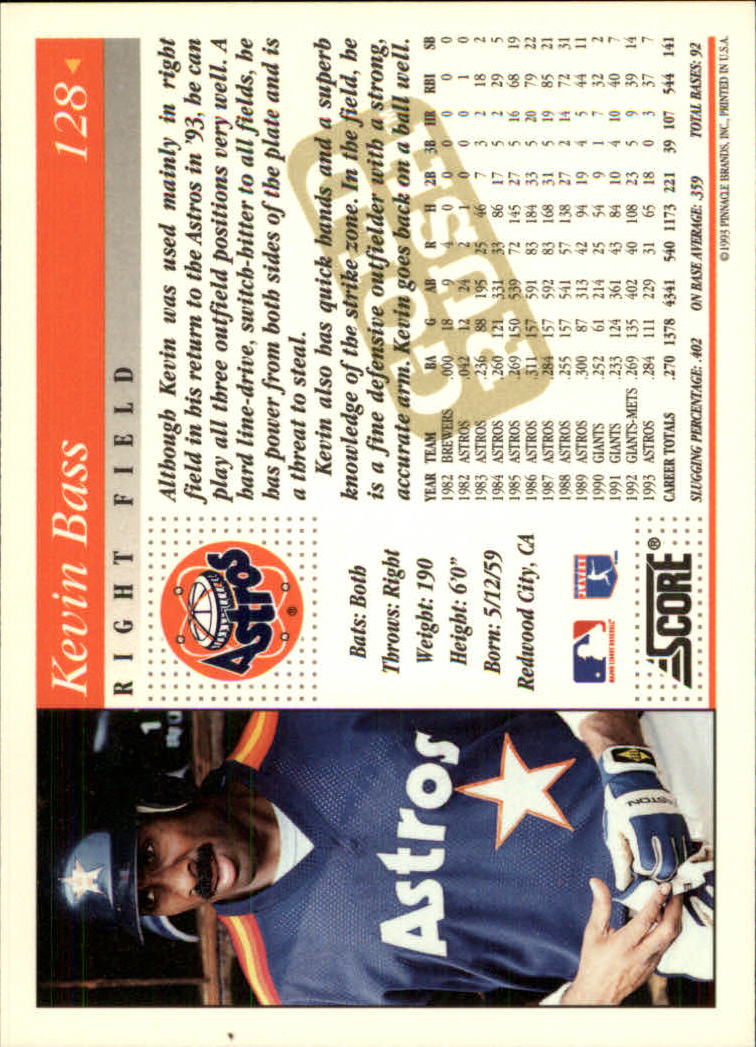 Kevin Bass 128
RIGHT FIELD
Astros
®
Bats: Both
Throws: Right
Weight: 190
Height: 6'0"
Born: 5/12/59
Redwood City, CA
MAJOR LEAGUE BASEBALL
SCORE®
Although Kevin was used mainly in right
field in his return to the Astros in '93, he can
play all three outfield positions very well. A
hard line-drive, switch-hitter to all fields, he
has power from both sides of the plate and is
a threat to steal.
Kevin also has quick hands and a superb
knowledge of the strike zone. In the field, he
is a fine defensive outfielder with a strong,
accurate arm. Kevin goes back on a ball well.
GOLD RUSH
YEAR TEAM BA G AB R H 2B 3B HR RBI SB
1982 BREWERS .000 18 9 4 0 0 0 0 0 0
1982 ASTROS .042 12 24 2 1 0 0 0 1 0
1983 ASTROS .236 88 195 25 46 7 3 2 18 2
1984 ASTROS .260 121 331 33 86 17 5 2 29 5
1985 ASTROS .269 150 539 72 145 27 5 16 68 19
1986 ASTROS .311 157 591 83 184 33 5 20 79 22
1987 ASTROS .284 157 592 83 168 31 5 19 85 21
1988 ASTROS .255 157 541 57 138 27 2 14 72 31
1989 ASTROS .300 87 313 42 94 19 4 5 44 11
1990 GIANTS .252 61 214 25 54 9 1 7 32 2
1991 GIANTS .233 124 361 43 84 10 4 10 40 7
1992 GIANTS-METS .269 135 402 40 108 23 5 9 39 14
1993 ASTROS .284 111 229 31 65 18 0 3 37 7
CAREER TOTALS .270 1378 4341 540 1173 221 39 107 544 141
SLUGGING PERCENTAGE: .402 ON BASE AVERAGE: .359 TOTAL BASES: 92
©1993 PINNACLE BRANDS, INC., PRINTED IN U.S.A.
Astros
EASTON